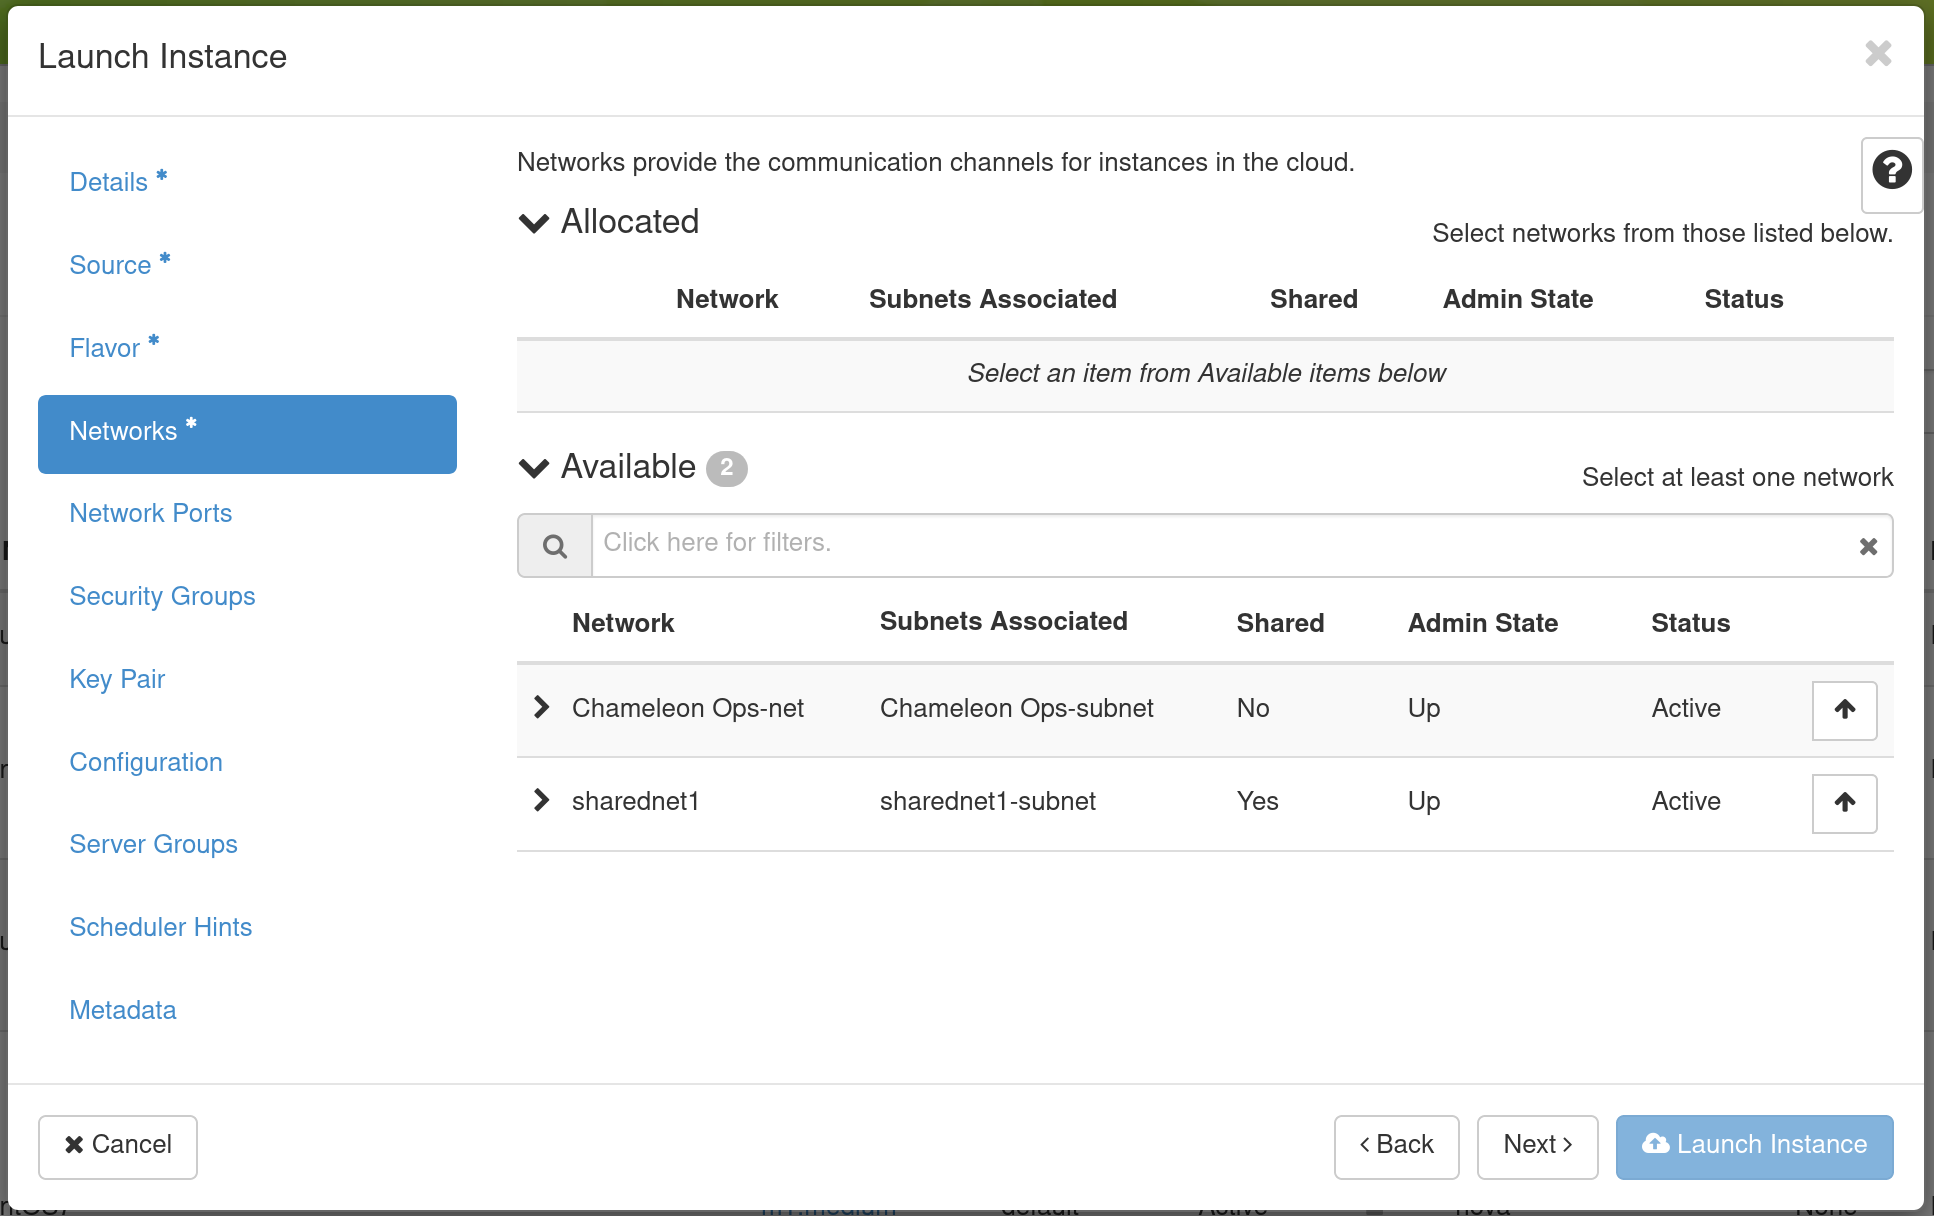 Launch Instance
Details *
Source *
Flavor *
Networks *
Network Ports
Security Groups
Key Pair
Configuration
Server Groups
Scheduler Hints
Metadata
Networks provide the communication channels for instances in the cloud.
Allocated
Select networks from those listed below.
Network Subnets Associated Shared Admin State Status
Select an item from Available items below
Available 2
Select at least one network
Click here for filters.
Network Subnets Associated Shared Admin State Status
Chameleon Ops-net Chameleon Ops-subnet No Up Active
sharednet1 sharednet1-subnet Yes Up Active
Cancel
< Back
Next >
Launch Instance